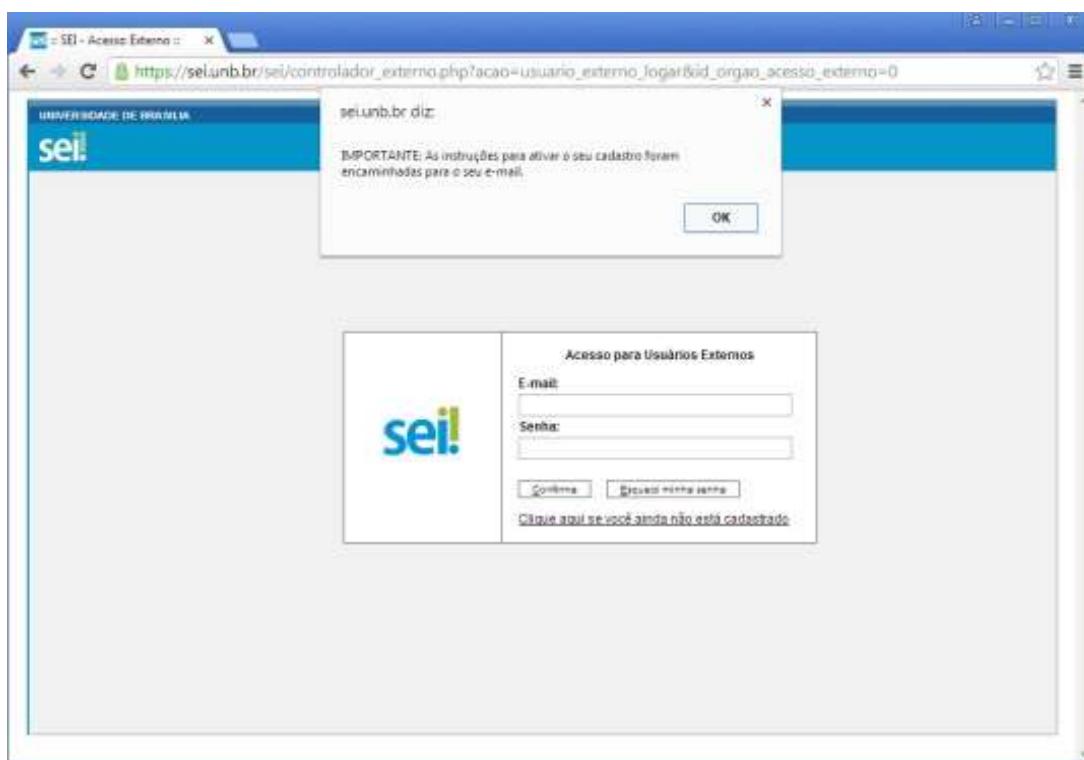 :: SEI - Acesso Externo ::
https://sei.unb.br/sei/controlador_externo.php?acao=usuario_externo_logar&id_orgao_acesso_externo=0
UNIVERSIDADE DE BRASILIA
sei!
sei.unb.br diz:
IMPORTANTE: As instruções para ativar o seu cadastro foram
encaminhadas para o seu e-mail.
OK
Acesso para Usuários Externos
E-mail:
Senha:
sei!
Confirma Esqueci minha senha
Clique aqui se você ainda não está cadastrado